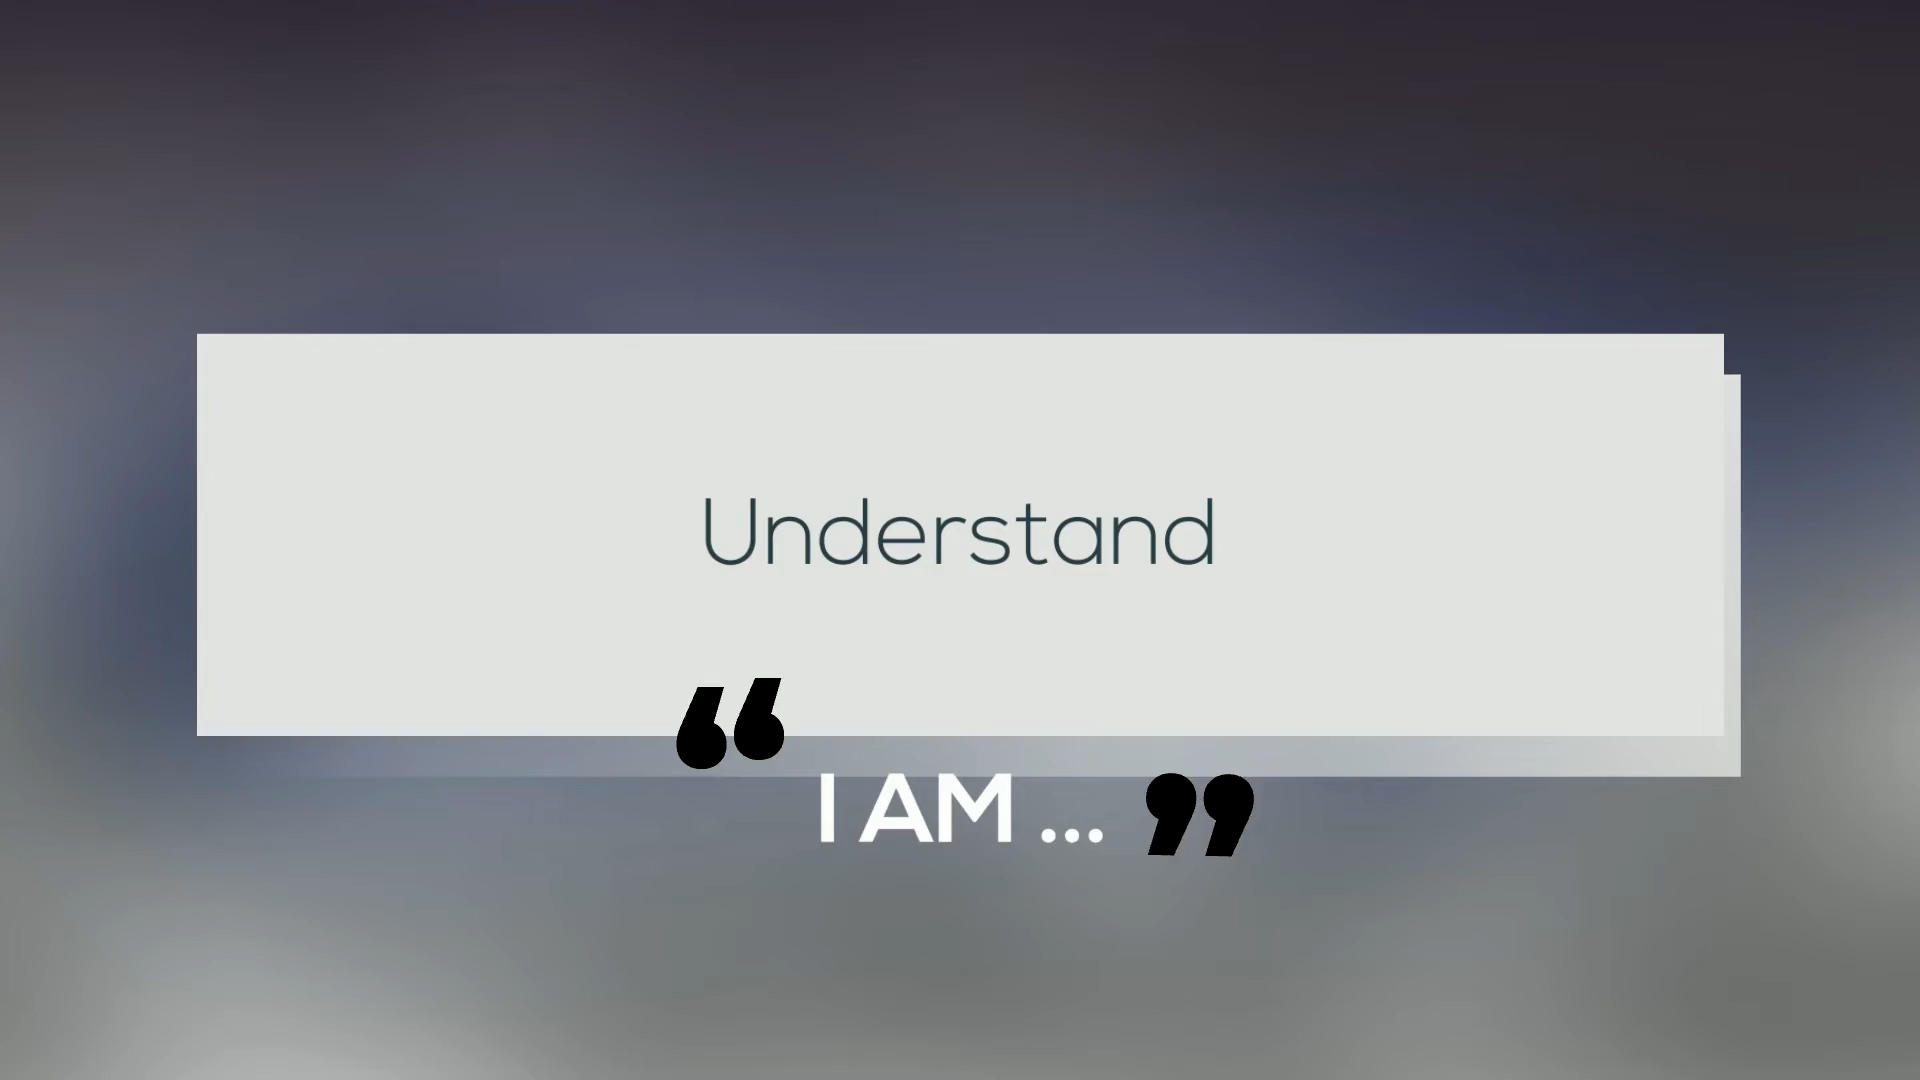 Understand
“ I AM ... ”